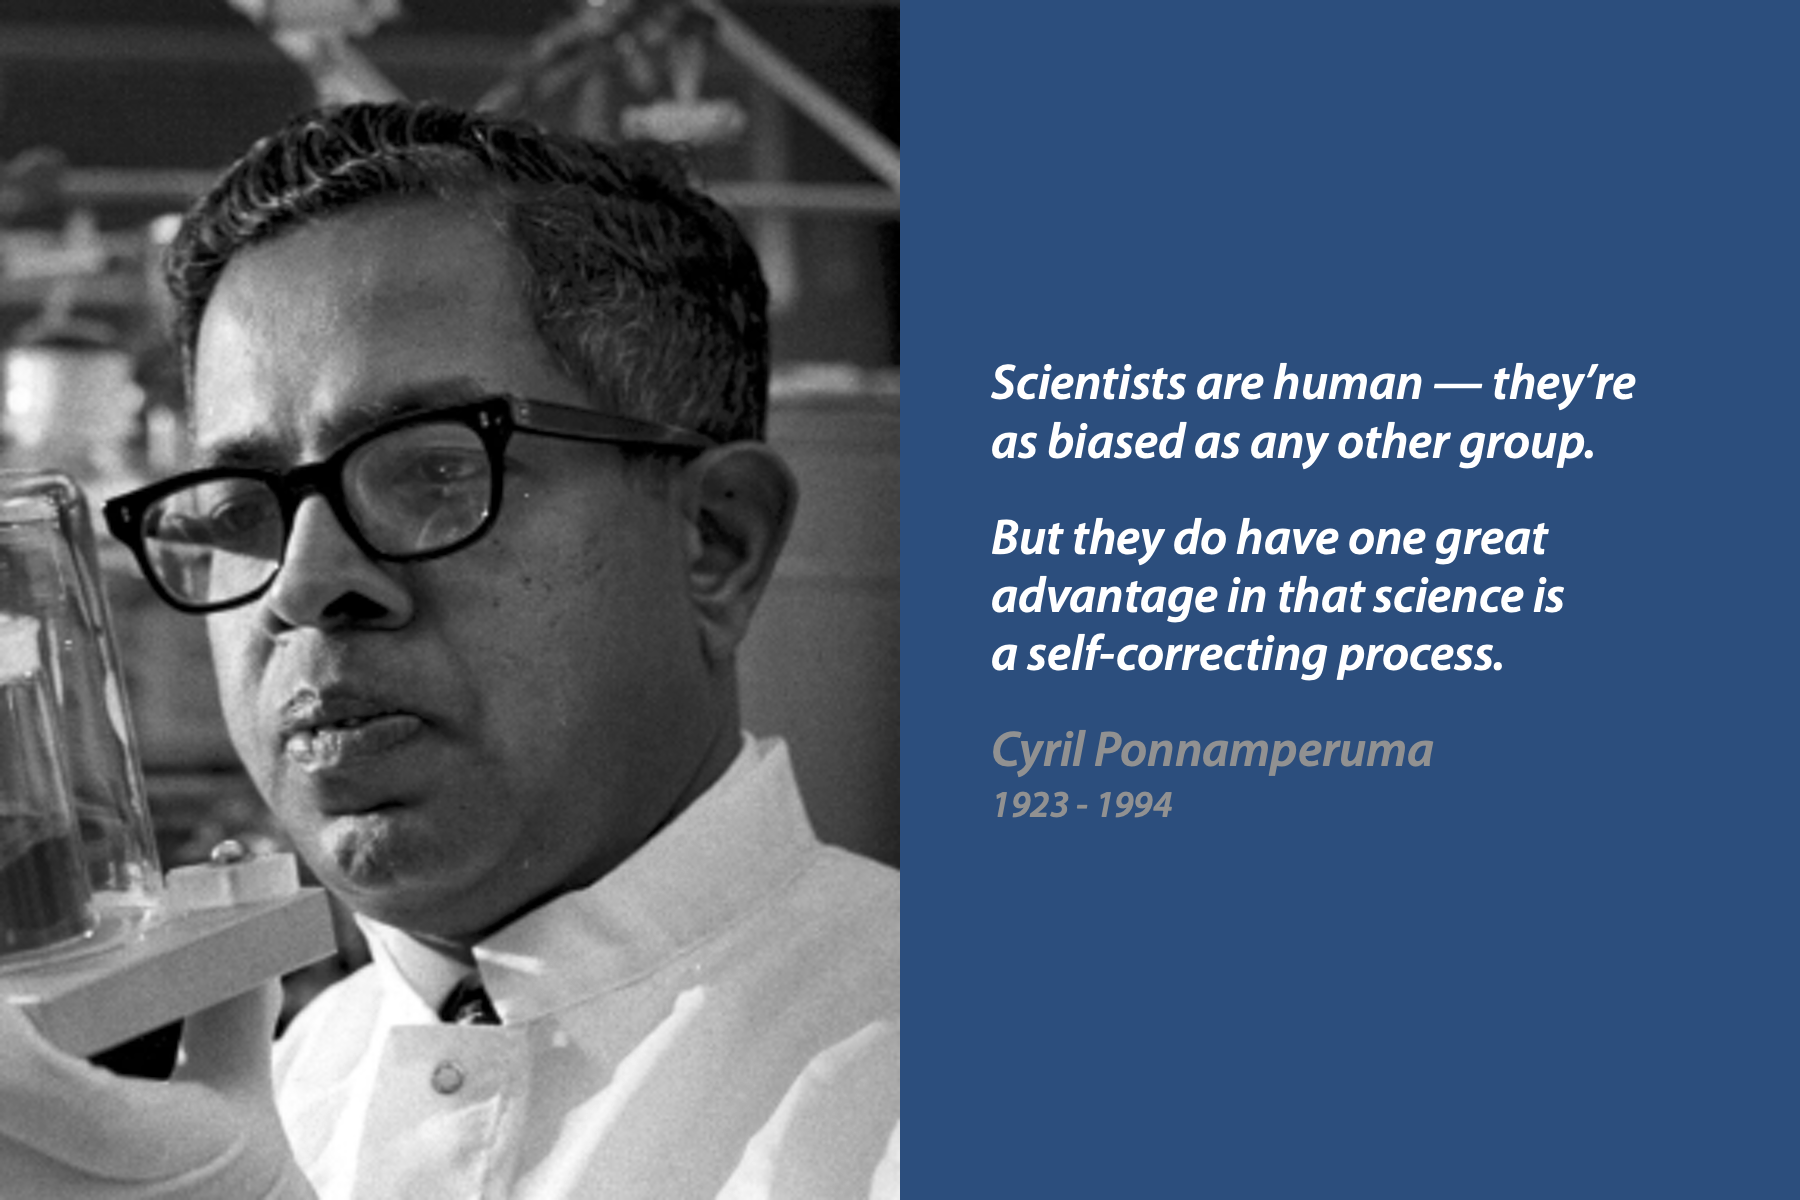 Scientists are human — they’re
as biased as any other group.
But they do have one great
advantage in that science is
a self-correcting process.
Cyril Ponnamperuma
1923 - 1994